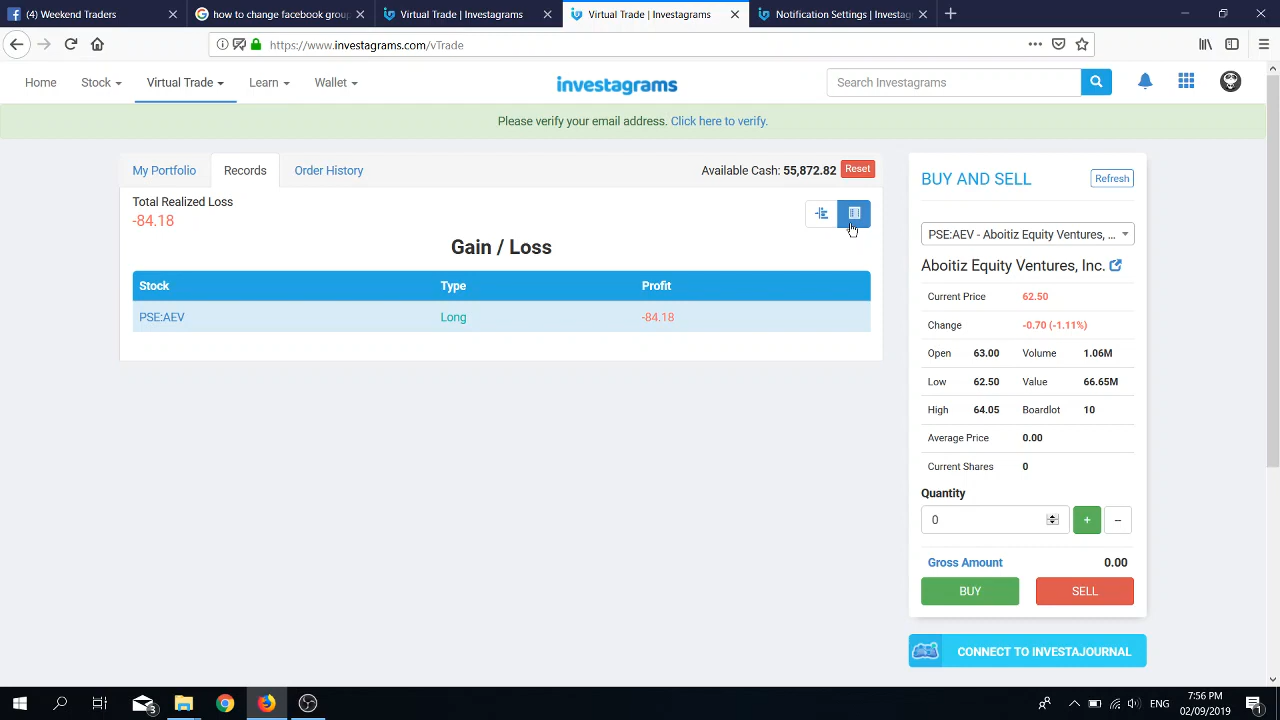 (4) Weekend Traders
how to change facebook group
Virtual Trade | Investagrams
Virtual Trade | Investagrams
Notification Settings | Investag
https://www.investagrams.com/vTrade
Home
Stock
Virtual Trade
Learn
Wallet
investagrams
Search Investagrams
Please verify your email address. Click here to verify.
My Portfolio
Records
Order History
Available Cash: 55,872.82
Reset
Total Realized Loss
-84.18
Gain / Loss
Stock Type Profit
PSE:AEV Long -84.18
BUY AND SELL
Refresh
PSE:AEV - Aboitiz Equity Ventures, ...
Aboitiz Equity Ventures, Inc.
Current Price 62.50
Change -0.70 (-1.11%)
Open 63.00 Volume 1.06M
Low 62.50 Value 66.65M
High 64.05 Boardlot 10
Average Price 0.00
Current Shares 0
Quantity
0 + −
Gross Amount 0.00
BUY SELL
CONNECT TO INVESTAJOURNAL
3
ENG
7:56 PM
02/09/2019
1